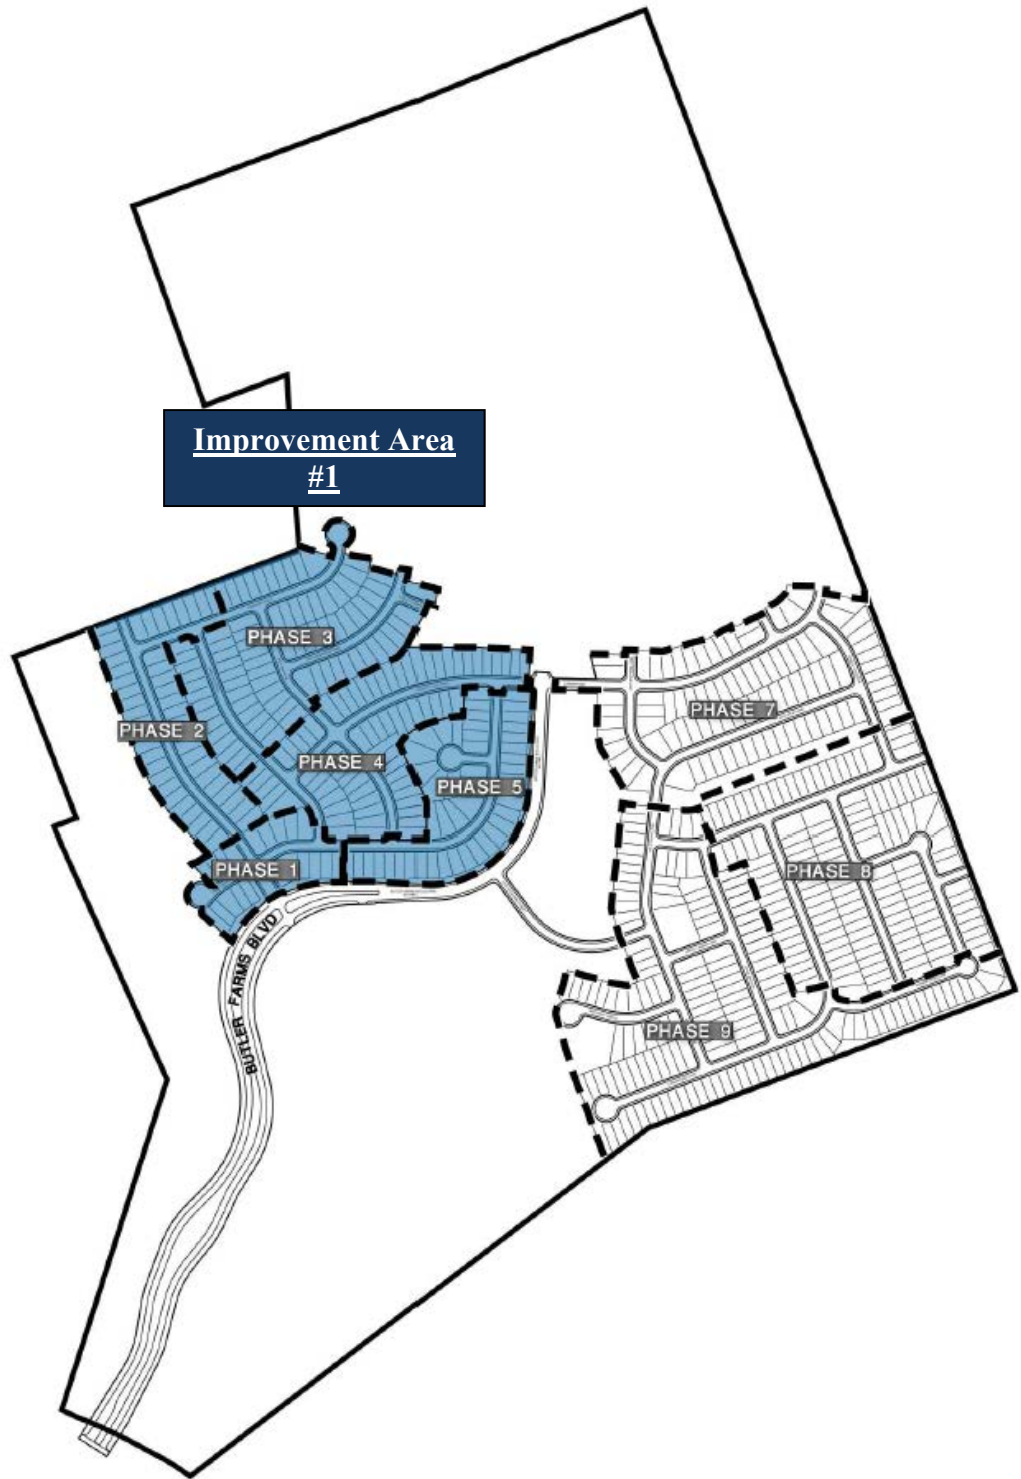 Improvement Area
#1
PHASE 3
PHASE 2
PHASE 7
PHASE 4
PHASE 5
PHASE 1
PHASE 8
BUTLER FARMS BLVD
PHASE 9